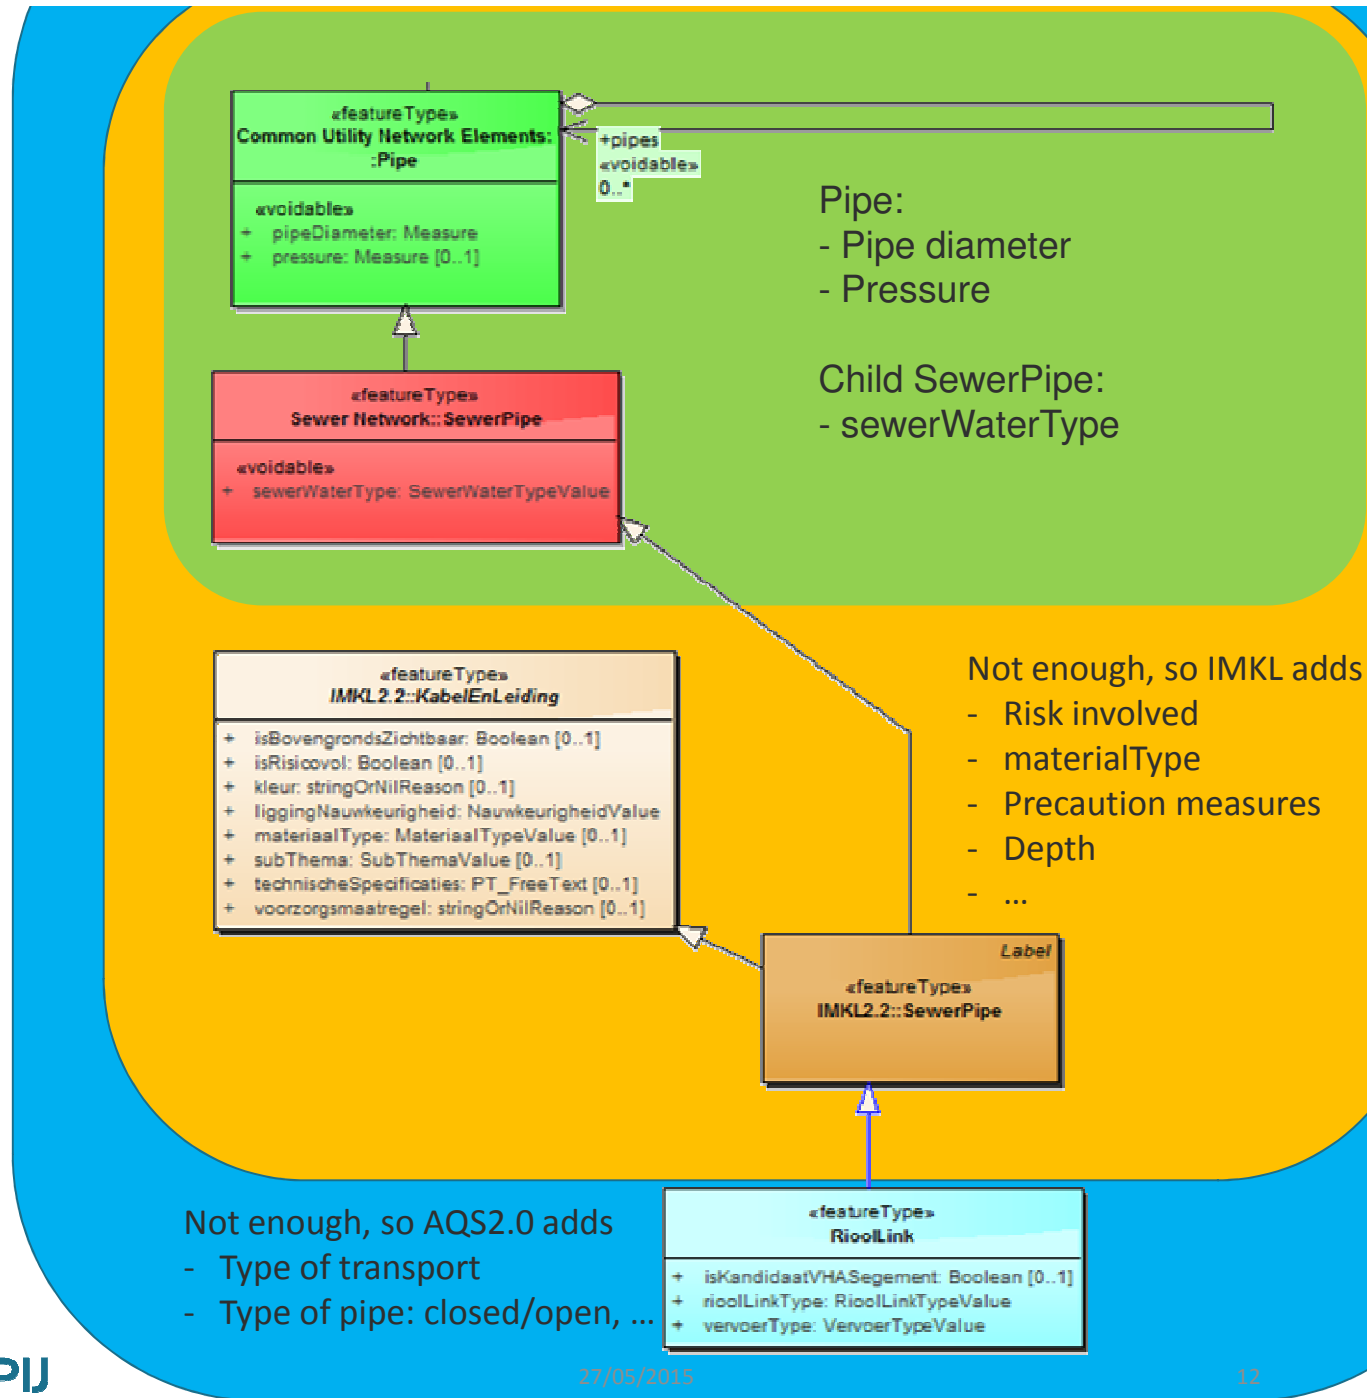 «featureType»
Common Utility Network Elements:
:Pipe
«voidable»
+ pipeDiameter: Measure
+ pressure: Measure [0..1]
+pipes
«voidable»
0..*
Pipe:
- Pipe diameter
- Pressure
Child SewerPipe:
- sewerWaterType
«featureType»
Sewer Network::SewerPipe
«voidable»
+ sewerWaterType: SewerWaterTypeValue
«featureType»
IMKL2.2::KabelEnLeiding
+ isBovengrondsZichtbaar: Boolean [0..1]
+ isRisicovol: Boolean [0..1]
+ kleur: stringOrNilReason [0..1]
+ liggingNauwkeurigheid: NauwkeurigheidValue
+ materiaalType: MateriaalTypeValue [0..1]
+ subThema: SubThemaValue [0..1]
+ technischeSpecificaties: PT_FreeText [0..1]
+ voorzorgsmaatregel: stringOrNilReason [0..1]
Not enough, so IMKL adds
- Risk involved
- materialType
- Precaution measures
- Depth
- ...
Label
«featureType»
IMKL2.2::SewerPipe
Not enough, so AQS2.0 adds
- Type of transport
- Type of pipe: closed/open, ...
«featureType»
RioolLink
+ isKandidaatVHASegement: Boolean [0..1]
+ rioolLinkType: RioolLinkTypeValue
+ vervoerType: VervoerTypeValue
27/05/2015
12